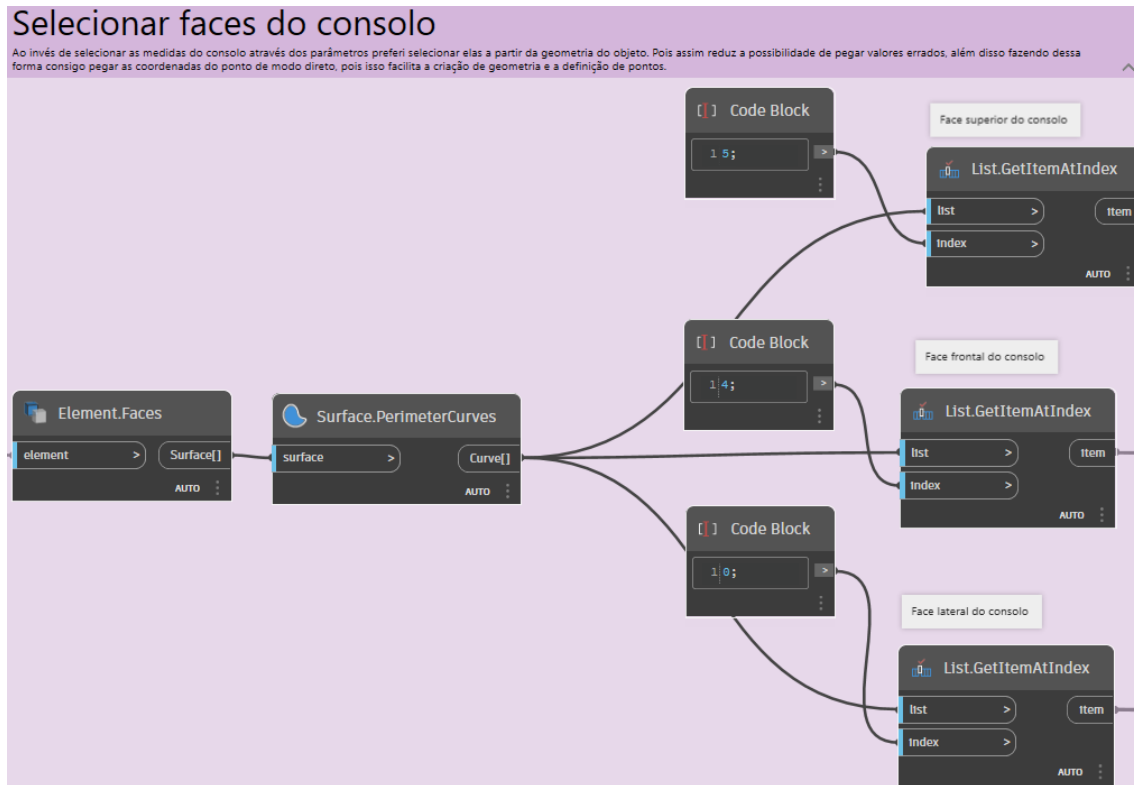 Selecionar faces do consolo
Ao invés de selecionar as medidas do consolo através dos parâmetros preferi selecionar elas a partir da geometria do objeto. Pois assim reduz a possibilidade de pegar valores errados, além disso fazendo dessa
forma consigo pegar as coordenadas do ponto de modo direto, pois isso facilita a criação de geometria e a definição de pontos.
[ ] Code Block
1 5;
>
Face superior do consolo
List.GetItemAtIndex
list >
item
index >
AUTO
[ ] Code Block
1 4;
>
Face frontal do consolo
List.GetItemAtIndex
list >
item
index >
AUTO
Element.Faces
element >
Surface[]
AUTO
Surface.PerimeterCurves
surface >
Curve[]
AUTO
[ ] Code Block
1 0;
>
Face lateral do consolo
List.GetItemAtIndex
list >
item
index >
AUTO